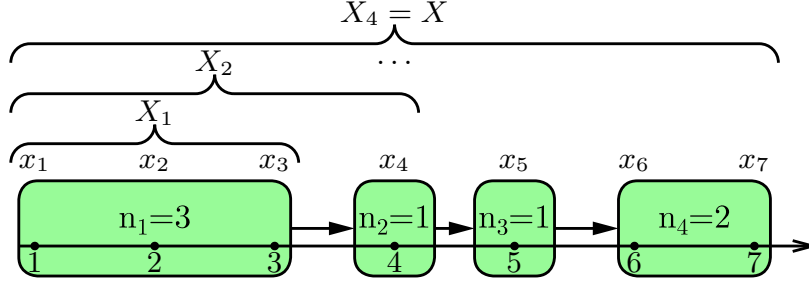 X₄ = X
X₂ ...
X₁
x₁ x₂ x₃ x₄ x₅ x₆ x₇
n₁=3 n₂=1 n₃=1 n₄=2
1 2 3 4 5 6 7